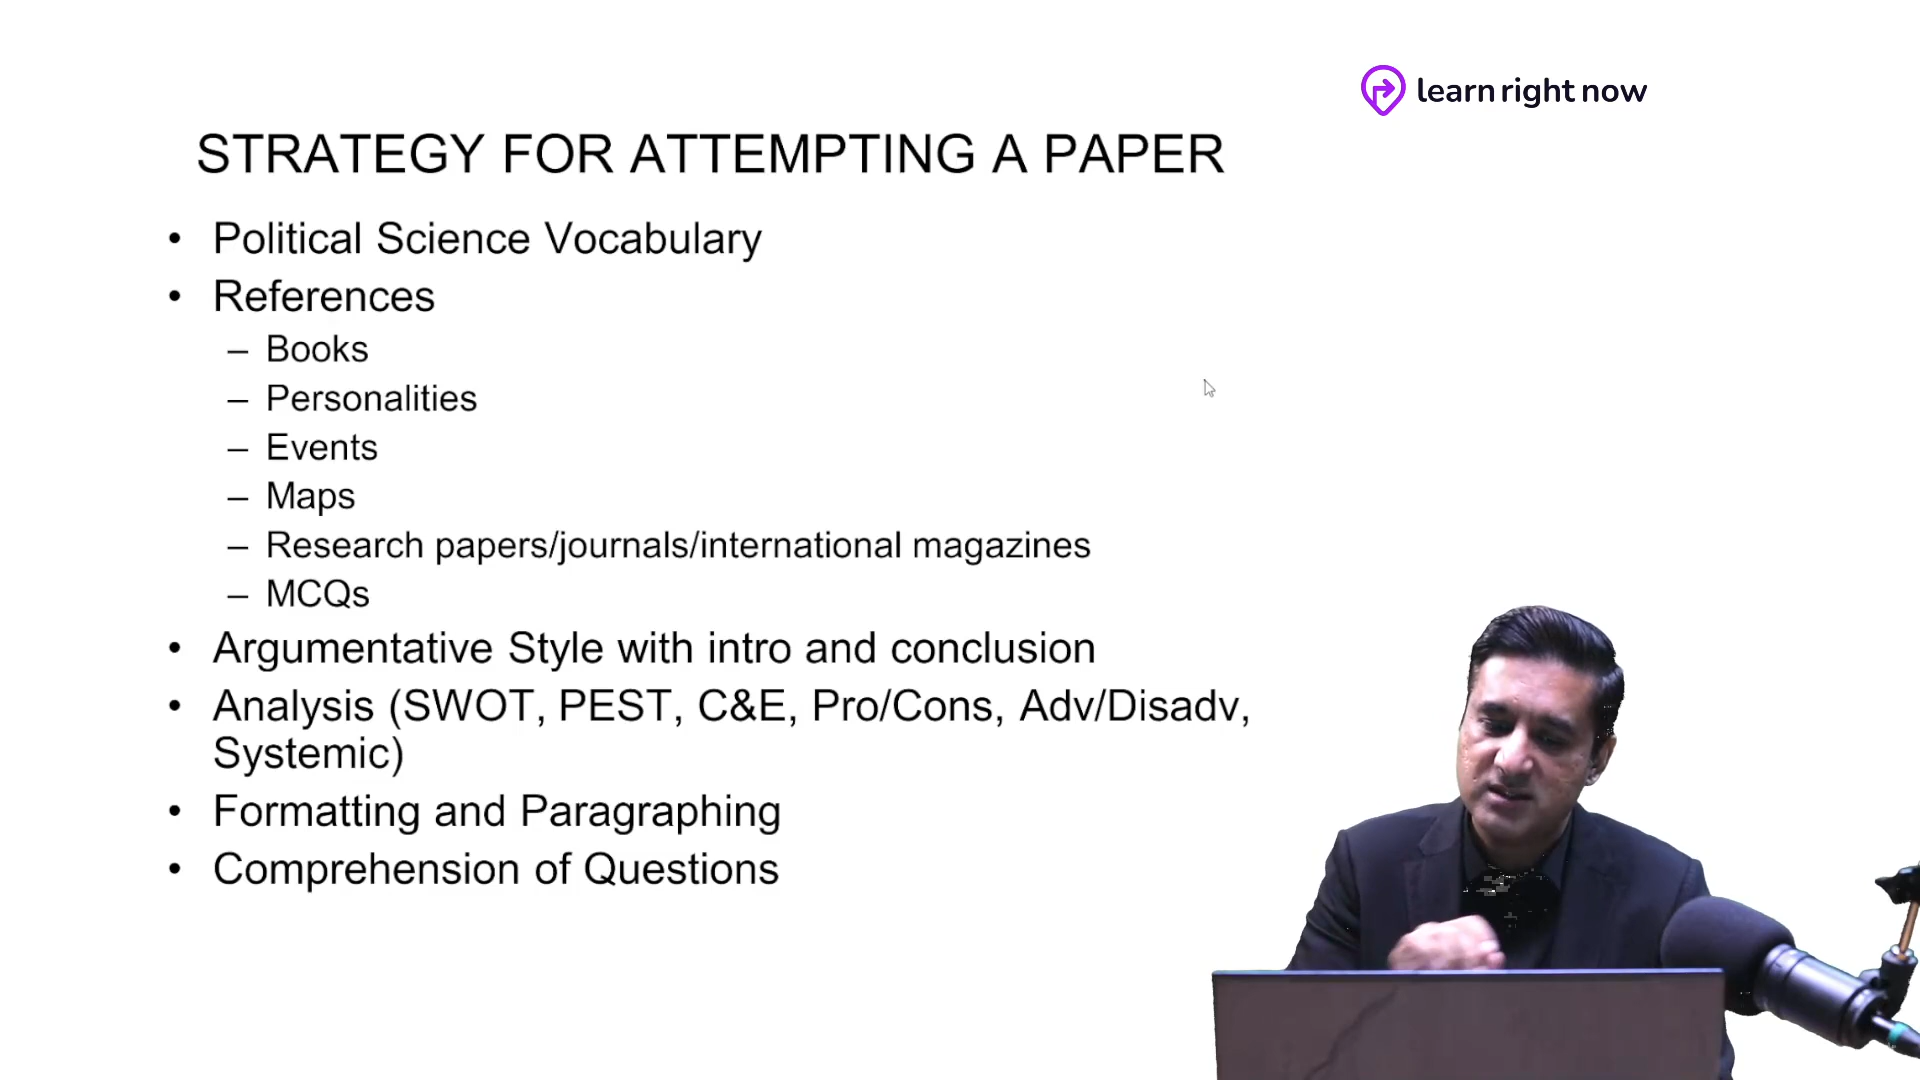 learn right now
STRATEGY FOR ATTEMPTING A PAPER
• Political Science Vocabulary
• References
– Books
– Personalities
– Events
– Maps
– Research papers/journals/international magazines
– MCQs
• Argumentative Style with intro and conclusion
• Analysis (SWOT, PEST, C&E, Pro/Cons, Adv/Disadv,
Systemic)
• Formatting and Paragraphing
• Comprehension of Questions